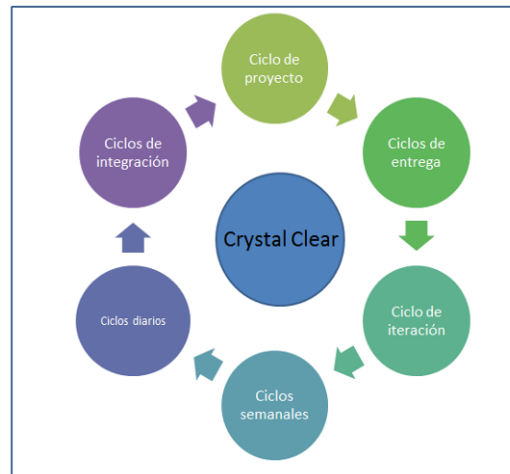 Ciclo de
proyecto
Ciclos de
entrega
Ciclo de
iteración
Ciclos
semanales
Ciclos diarios
Ciclos de
integración
Crystal Clear